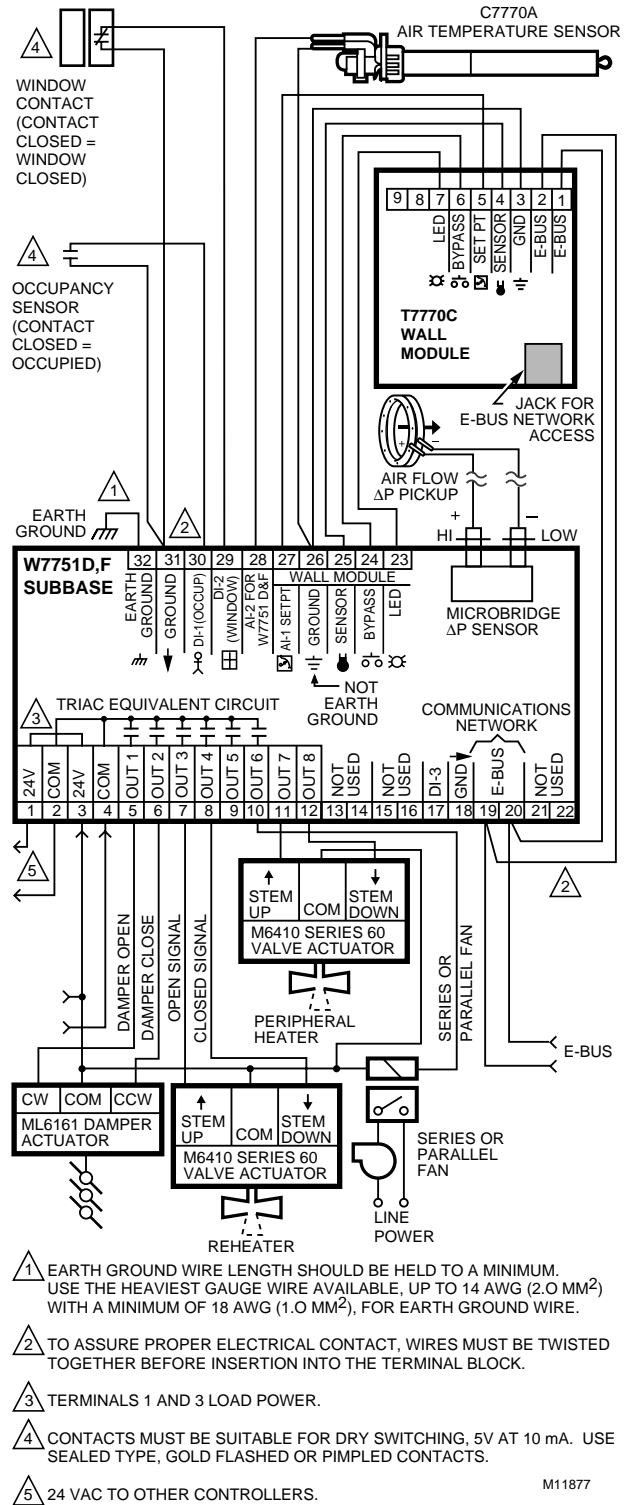 C7770A
AIR TEMPERATURE SENSOR
4
WINDOW
CONTACT
(CONTACT
CLOSED =
WINDOW
CLOSED)
9 8 7 6 5 4 3 2 1
LED
BYPASS
SET PT
SENSOR
GND
E-BUS
E-BUS
T7770C
WALL
MODULE
JACK FOR
E-BUS NETWORK
ACCESS
4
OCCUPANCY
SENSOR
(CONTACT
CLOSED =
OCCUPIED)
+ –
AIR FLOW
ΔP PICKUP
+ –
HI LOW
MICROBRIDGE
ΔP SENSOR
1
EARTH
GROUND
2
W7751D,F
SUBBASE
32 31 30 29 28 27 26 25 24 23
EARTH
GROUND
GROUND
DI-1(OCCUP)
DI-2
(WINDOW)
AI-2 FOR
W7751 D&F
WALL MODULE
AI-1 SETPT
GROUND
SENSOR
BYPASS
LED
NOT
EARTH
GROUND
3
TRIAC EQUIVALENT CIRCUIT
COMMUNICATIONS
NETWORK
24V
COM
24V
COM
OUT 1
OUT 2
OUT 3
OUT 4
OUT 5
OUT 6
OUT 7
OUT 8
NOT
USED
NOT
USED
DI-3
GND
E-BUS
NOT
USED
1 2 3 4 5 6 7 8 9 10 11 12 13 14 15 16 17 18 19 20 21 22
5
2
DAMPER OPEN
DAMPER CLOSE
OPEN SIGNAL
CLOSED SIGNAL
STEM
UP
COM
STEM
DOWN
M6410 SERIES 60
VALVE ACTUATOR
PERIPHERAL
HEATER
SERIES OR
PARALLEL FAN
E-BUS
CW COM CCW
ML6161 DAMPER
ACTUATOR
STEM
UP
COM
STEM
DOWN
M6410 SERIES 60
VALVE ACTUATOR
REHEATER
SERIES OR
PARALLEL
FAN
LINE
POWER
1 EARTH GROUND WIRE LENGTH SHOULD BE HELD TO A MINIMUM.
USE THE HEAVIEST GAUGE WIRE AVAILABLE, UP TO 14 AWG (2.O MM2)
WITH A MINIMUM OF 18 AWG (1.O MM2), FOR EARTH GROUND WIRE.
2 TO ASSURE PROPER ELECTRICAL CONTACT, WIRES MUST BE TWISTED
TOGETHER BEFORE INSERTION INTO THE TERMINAL BLOCK.
3 TERMINALS 1 AND 3 LOAD POWER.
4 CONTACTS MUST BE SUITABLE FOR DRY SWITCHING, 5V AT 10 mA. USE
SEALED TYPE, GOLD FLASHED OR PIMPLED CONTACTS.
5 24 VAC TO OTHER CONTROLLERS.
M11877